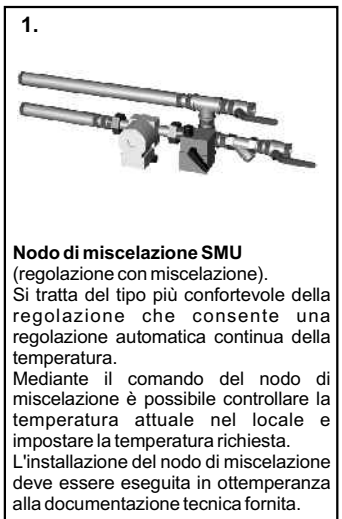 1.
Nodo di miscelazione SMU
(regolazione con miscelazione).
Si tratta del tipo più confortevole della
regolazione che consente una
regolazione automatica continua della
temperatura.
Mediante il comando del nodo di
miscelazione è possibile controllare la
temperatura attuale nel locale e
impostare la temperatura richiesta.
L'installazione del nodo di miscelazione
deve essere eseguita in ottemperanza
alla documentazione tecnica fornita.